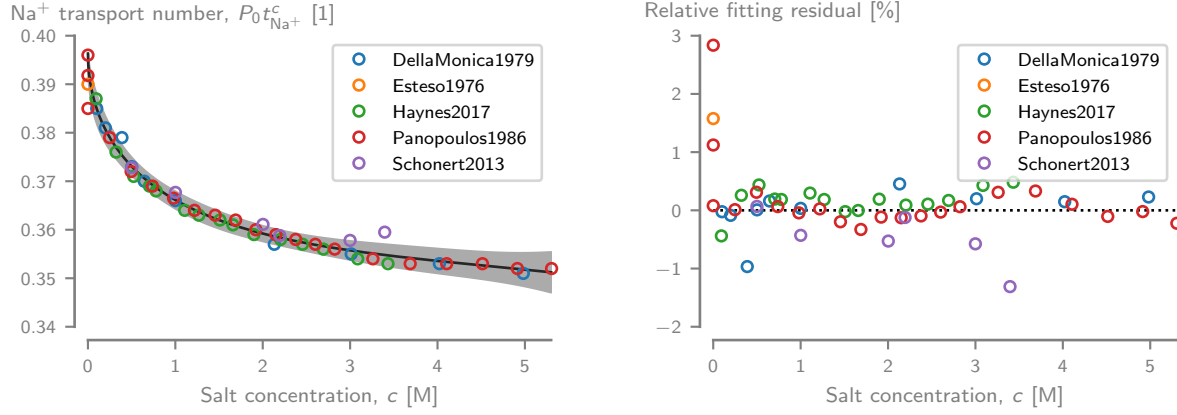 Na⁺ transport number, P₀t^c_Na⁺ [1]
0.40
0.39
0.38
0.37
0.36
0.35
0.34
DellaMonica1979
Esteso1976
Haynes2017
Panopoulos1986
Schonert2013
0 1 2 3 4 5
Salt concentration, c [M]
Relative fitting residual [%]
3
2
1
0
−1
−2
DellaMonica1979
Esteso1976
Haynes2017
Panopoulos1986
Schonert2013
0 1 2 3 4 5
Salt concentration, c [M]